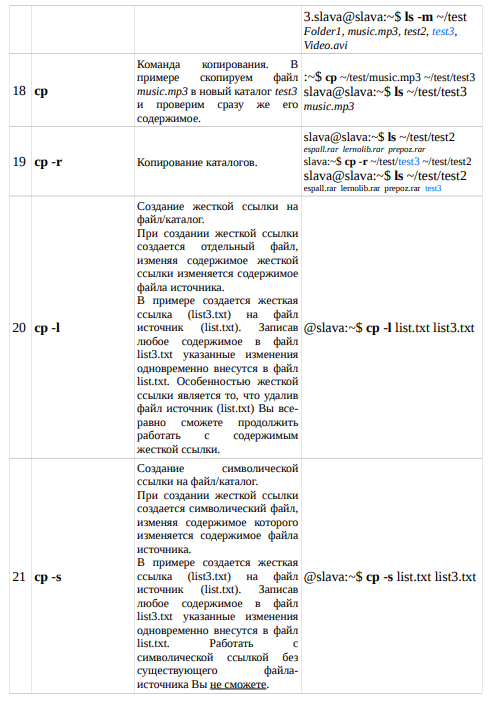 3.slava@slava:~$ ls -m ~/test
Folder1, music.mp3, test2, test3,
Video.avi
18
cp
Команда копирования. В
примере скопируем файл
music.mp3 в новый каталог test3
и проверим сразу же его
содержимое.
:~$ cp ~/test/music.mp3 ~/test/test3
slava@slava:~$ ls ~/test/test3
music.mp3
19
cp -r
Копирование каталогов.
slava@slava:~$ ls ~/test/test2
espall.rar lernolib.rar prepoz.rar
slava:~$ cp -r ~/test/test3 ~/test/test2
slava@slava:~$ ls ~/test/test2
espall.rar lernolib.rar prepoz.rar test3
20
cp -l
Создание жесткой ссылки на
файл/каталог.
При создании жесткой ссылки
создается отдельный файл,
изменяя содержимое жесткой
ссылки изменяется содержимое
файла источника.
В примере создается жесткая
ссылка (list3.txt) на файл
источник (list.txt). Записав
любое содержимое в файл
list3.txt указанные изменения
одновременно внесутся в файл
list.txt. Особенностью жесткой
ссылки является то, что удалив
файл источник (list.txt) Вы все-
равно сможете продолжить
работать с содержимым
жесткой ссылки.
@slava:~$ cp -l list.txt list3.txt
21
cp -s
Создание символической
ссылки на файл/каталог.
При создании жесткой ссылки
создается символический файл,
изменяя содержимое которого
изменяется содержимое файла
источника.
В примере создается жесткая
ссылка (list3.txt) на файл
источник (list.txt). Записав
любое содержимое в файл
list3.txt указанные изменения
одновременно внесутся в файл
list.txt. Работать с
символической ссылкой без
существующего файла-
источника Вы не сможете.
@slava:~$ cp -s list.txt list3.txt